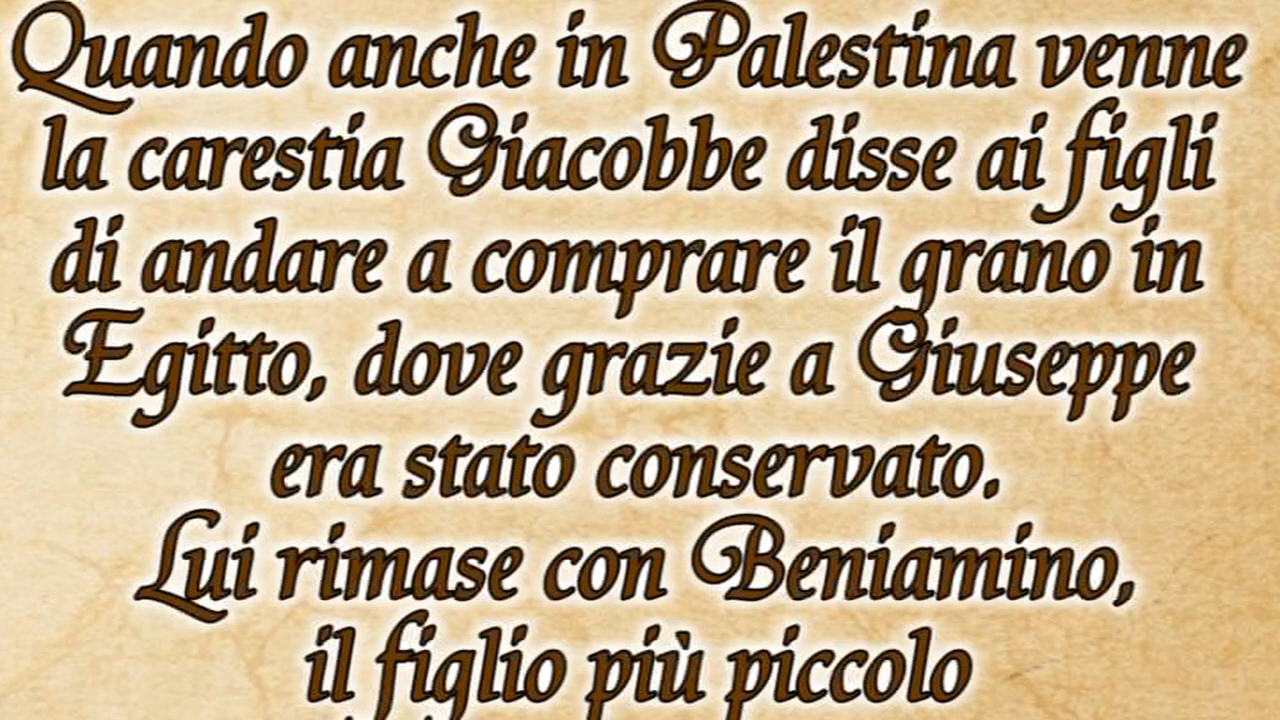 Quando anche in Palestina venne
la carestia Giacobbe disse ai figli
di andare a comprare il grano in
Egitto, dove grazie a Giuseppe
era stato conservato.
Lui rimase con Beniamino,
il figlio più piccolo